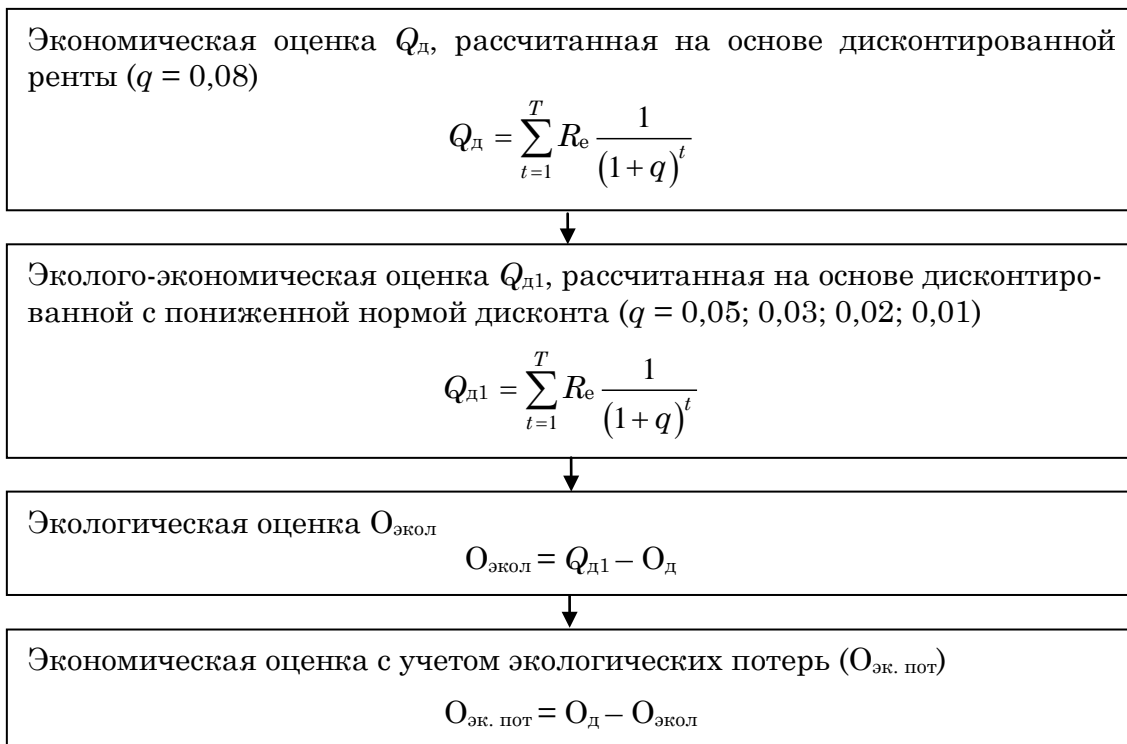 Экономическая оценка Qд, рассчитанная на основе дисконтированной
ренты (q = 0,08)
Qд = ∑_{t=1}^{T} Rе 1/(1+q)^t
Эколого-экономическая оценка Qд1, рассчитанная на основе дисконтиро-
ванной с пониженной нормой дисконта (q = 0,05; 0,03; 0,02; 0,01)
Qд1 = ∑_{t=1}^{T} Rе 1/(1+q)^t
Экологическая оценка Оэкол
Оэкол = Qд1 – Од
Экономическая оценка с учетом экологических потерь (Оэк. пот)
Оэк. пот = Од – Оэкол